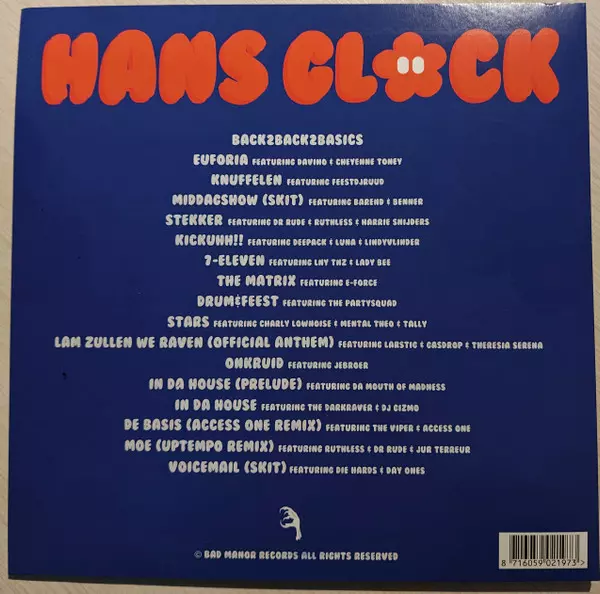 HANS GLOCK
BACK2BACK2BASICS
EUFORIA FEATURING DAVINO & CHEYENNE TONEY
KNUFFELEN FEATURING FEESTDJRUUD
MIDDAGSHOW (SKIT) FEATURING BAREND & BENNER
STEKKER FEATURING DR RUDE & RUTHLESS & HARRIE SNIJDERS
KICKUHH!! FEATURING DEEPACK & LUNA & LINDYVLINDER
7-ELEVEN FEATURING LNY TNZ & LADY BEE
THE MATRIX FEATURING E-FORCE
DRUM&FEEST FEATURING THE PARTYSQUAD
STARS FEATURING CHARLY LOWNOISE & MENTAL THEO & TALLY
LAM ZULLEN WE RAVEN (OFFICIAL ANTHEM) FEATURING LARSTIG & GASDROP & THERESIA SERENA
ONKRUID FEATURING JEBROER
IN DA HOUSE (PRELUDE) FEATURING DA MOUTH OF MADNESS
IN DA HOUSE FEATURING THE DARKRAVER & DJ GIZMO
DE BASIS (ACCESS ONE REMIX) FEATURING THE VIPER & ACCESS ONE
MOE (UPTEMPO REMIX) FEATURING RUTHLESS & DR RUDE & JUR TERREUR
VOICEMAIL (SKIT) FEATURING DIE HARDS & DAY ONES
© BAD MANOR RECORDS ALL RIGHTS RESERVED
8 716059 021973 >